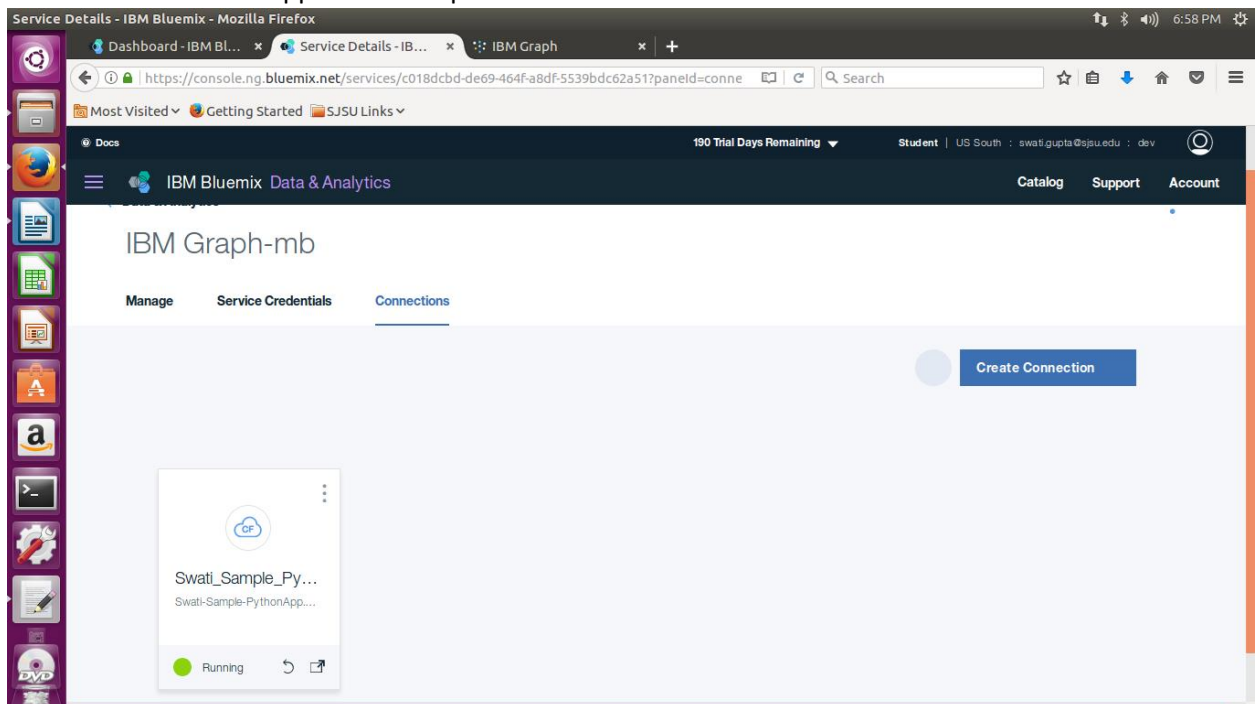 Service Details - IBM Bluemix - Mozilla Firefox 6:58 PM
Dashboard - IBM Bl... × Service Details - IB... × IBM Graph × +
https://console.ng.bluemix.net/services/c018dcbd-de69-464f-a8df-5539bdc62a51?paneId=conne Search
Most Visited Getting Started SJSU Links
Docs 190 Trial Days Remaining Student | US South : swati.gupta@sjsu.edu : dev
IBM Bluemix Data & Analytics Catalog Support Account
IBM Graph-mb
Manage Service Credentials Connections
Create Connection
CF
Swati_Sample_Py...
Swati-Sample-PythonApp....
Running